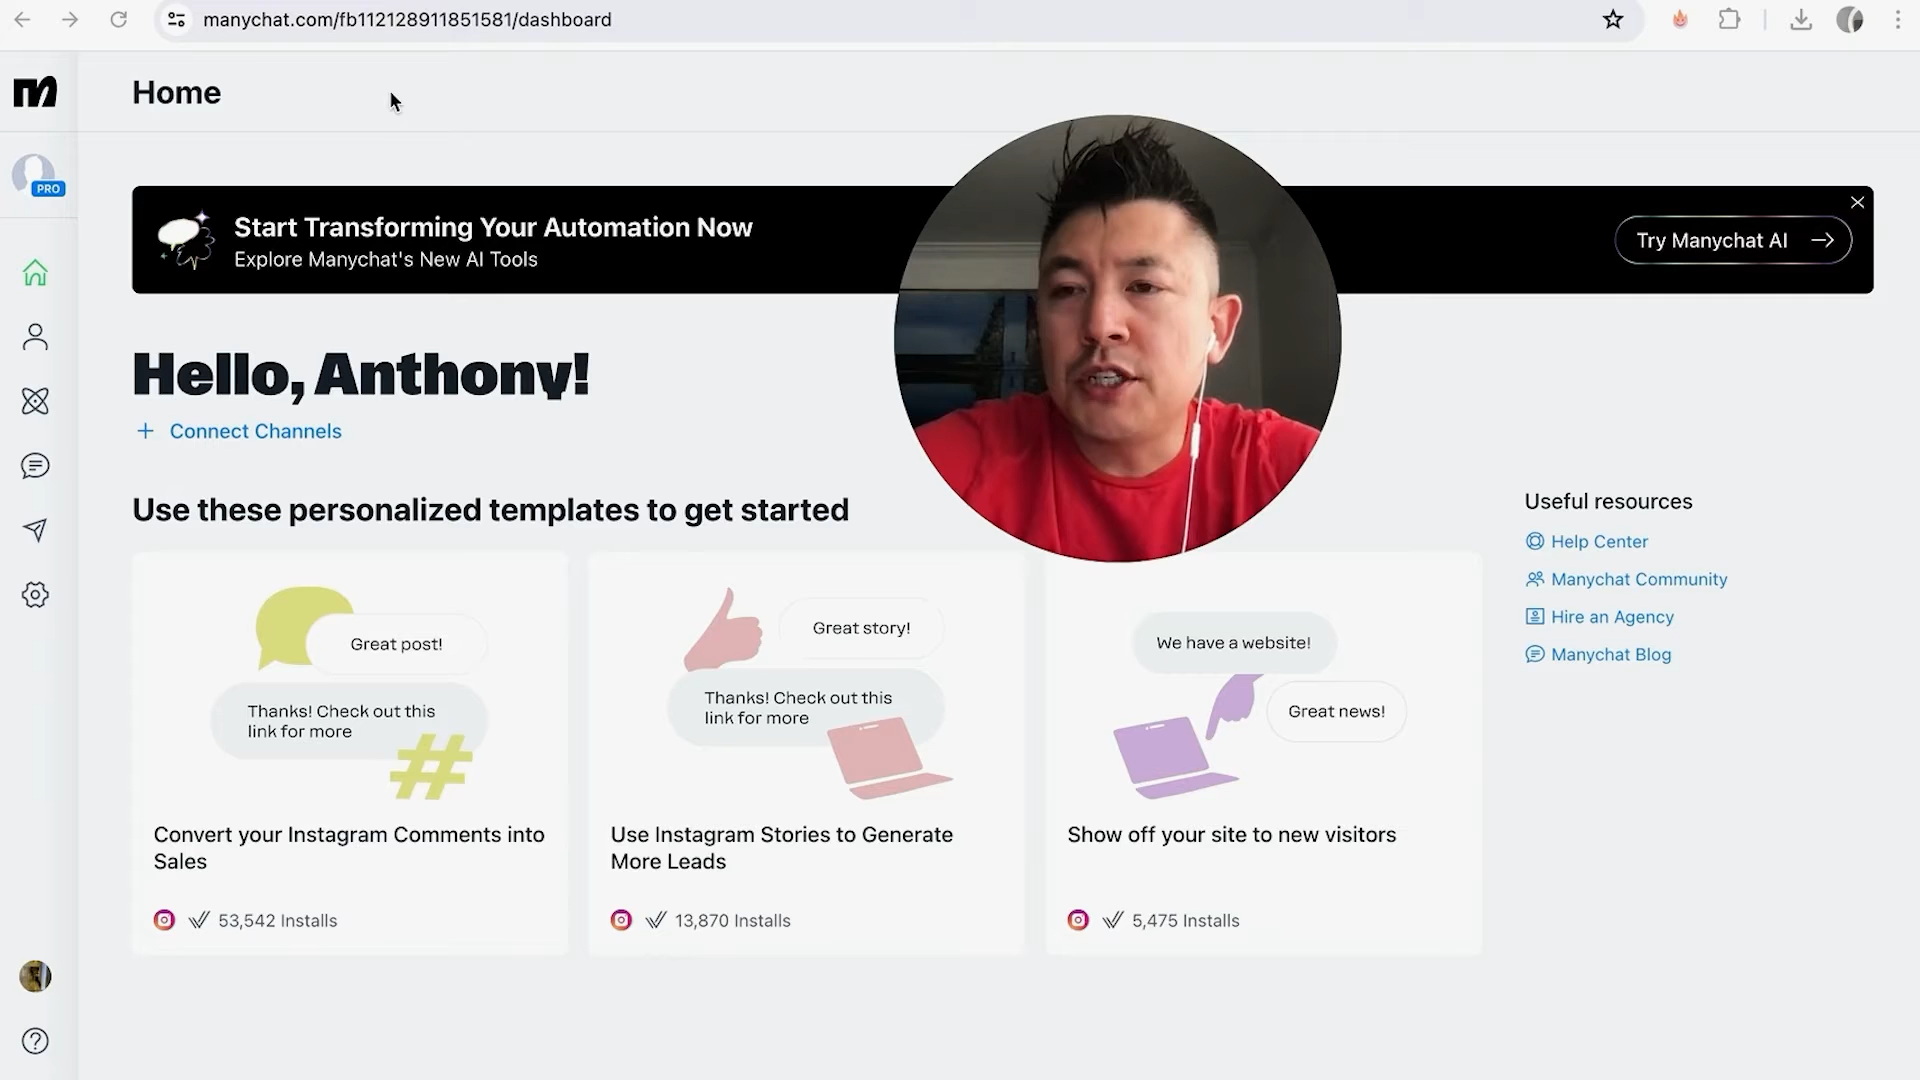 manychat.com/fb112128911851581/dashboard
Home
PRO
Start Transforming Your Automation Now
Explore Manychat's New AI Tools
Try Manychat AI
Hello, Anthony!
+ Connect Channels
Use these personalized templates to get started
Great post!
Thanks! Check out this
link for more
#
Convert your Instagram Comments into
Sales
53,542 Installs
Great story!
Thanks! Check out this
link for more
Use Instagram Stories to Generate
More Leads
13,870 Installs
We have a website!
Great news!
Show off your site to new visitors
5,475 Installs
Useful resources
Help Center
Manychat Community
Hire an Agency
Manychat Blog